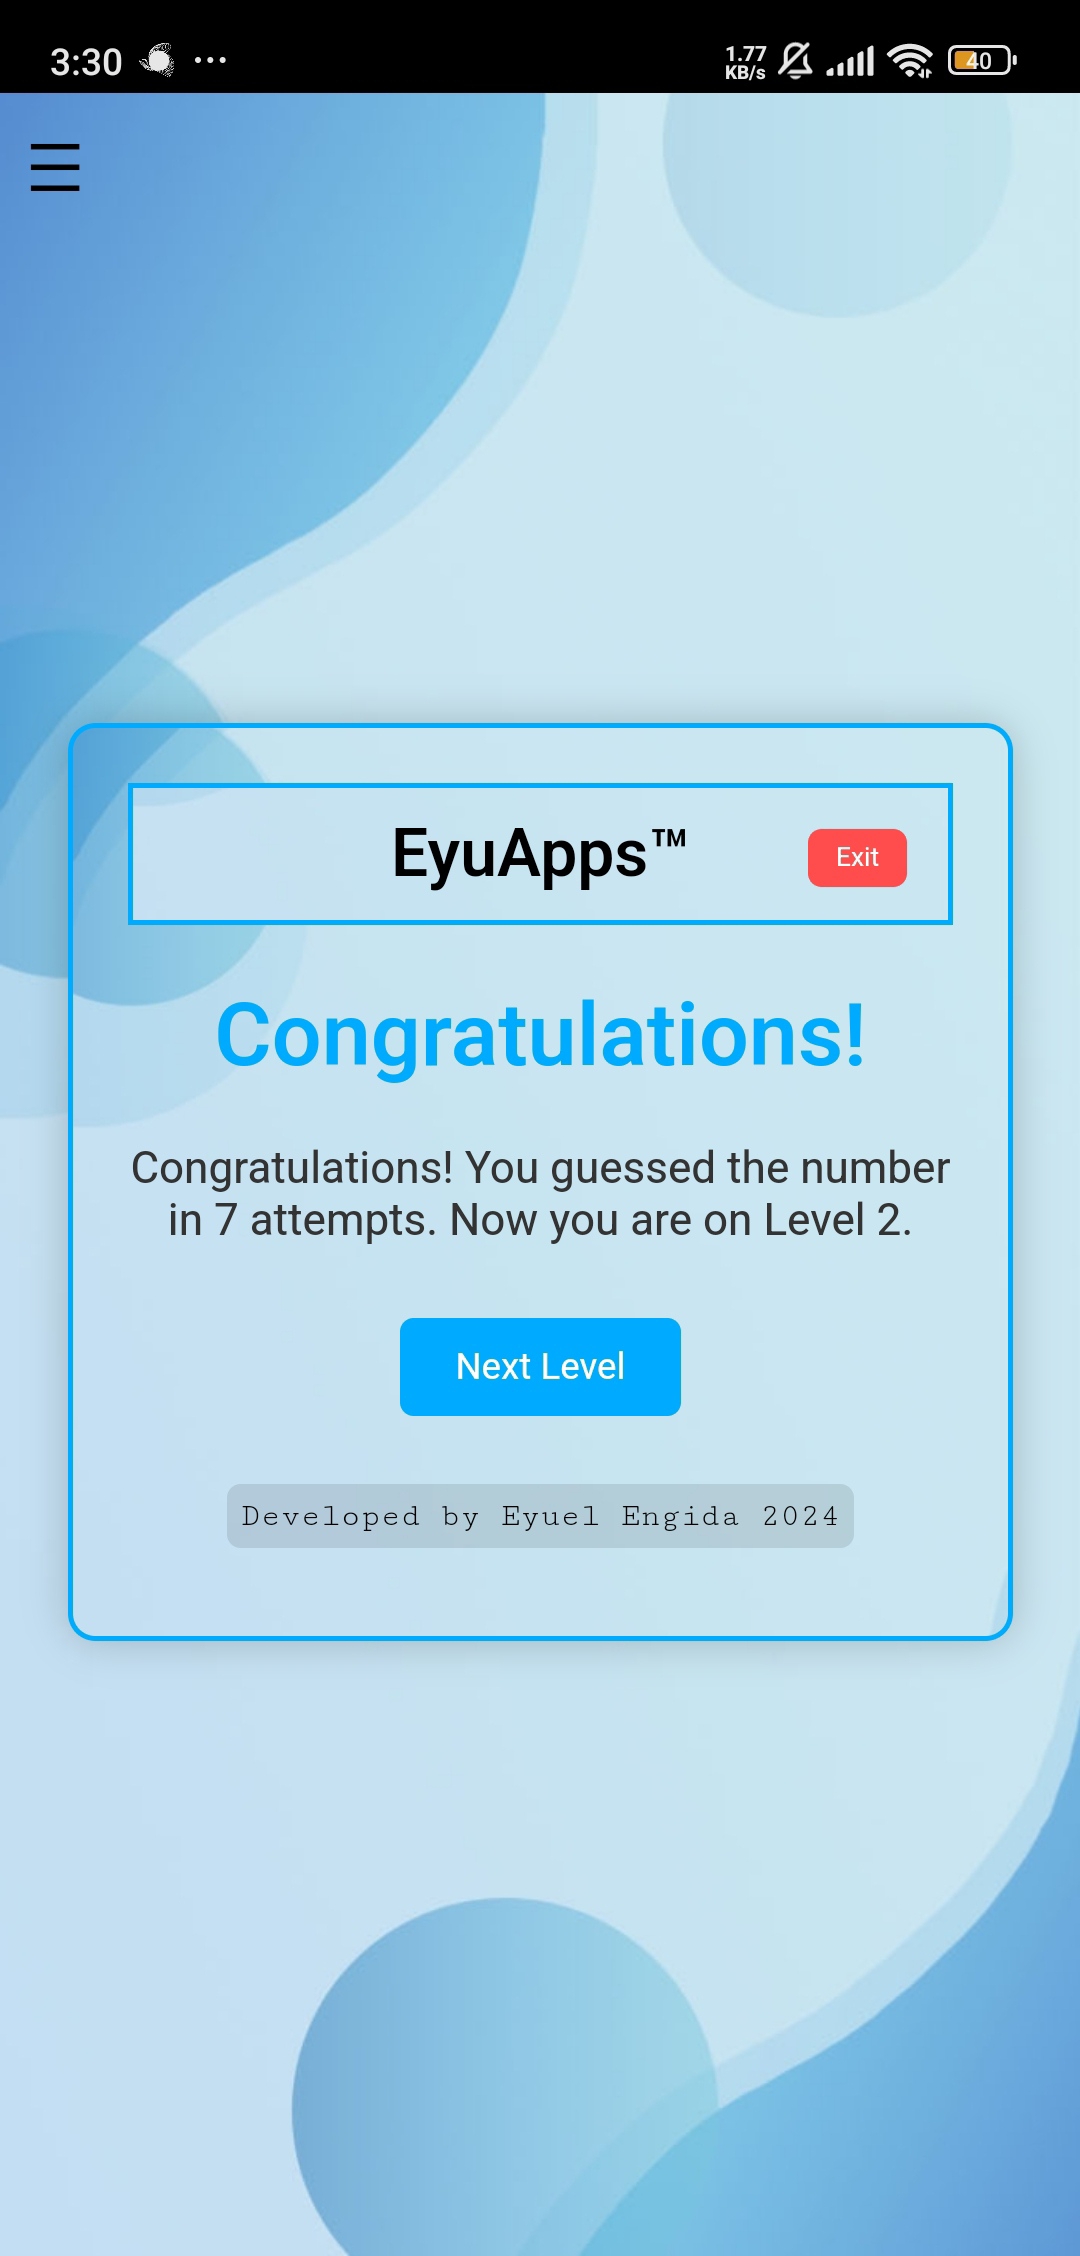 3:30
1.77
KB/s
40
EyuApps™
Exit
Congratulations!
Congratulations! You guessed the number
in 7 attempts. Now you are on Level 2.
Next Level
Developed by Eyuel Engida 2024